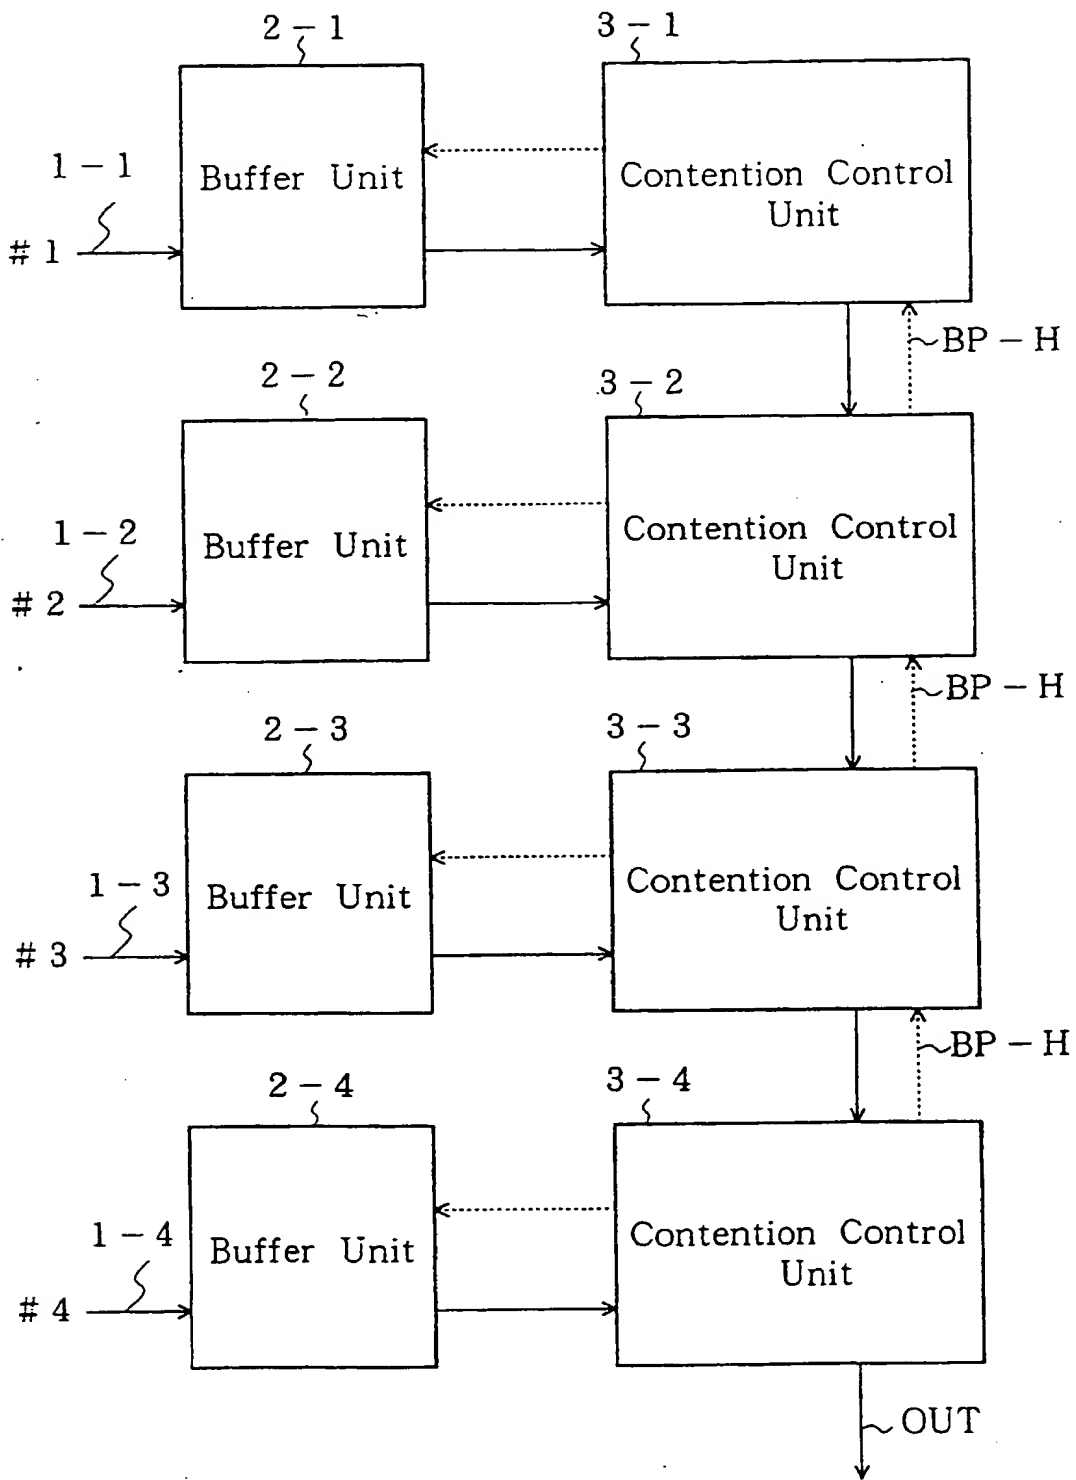 2 - 1
3 - 1
1 - 1
Buffer Unit
Contention Control
Unit
# 1
BP - H
2 - 2
3 - 2
1 - 2
Buffer Unit
Contention Control
Unit
# 2
BP - H
2 - 3
3 - 3
1 - 3
Buffer Unit
Contention Control
Unit
# 3
BP - H
2 - 4
3 - 4
1 - 4
Buffer Unit
Contention Control
Unit
# 4
OUT